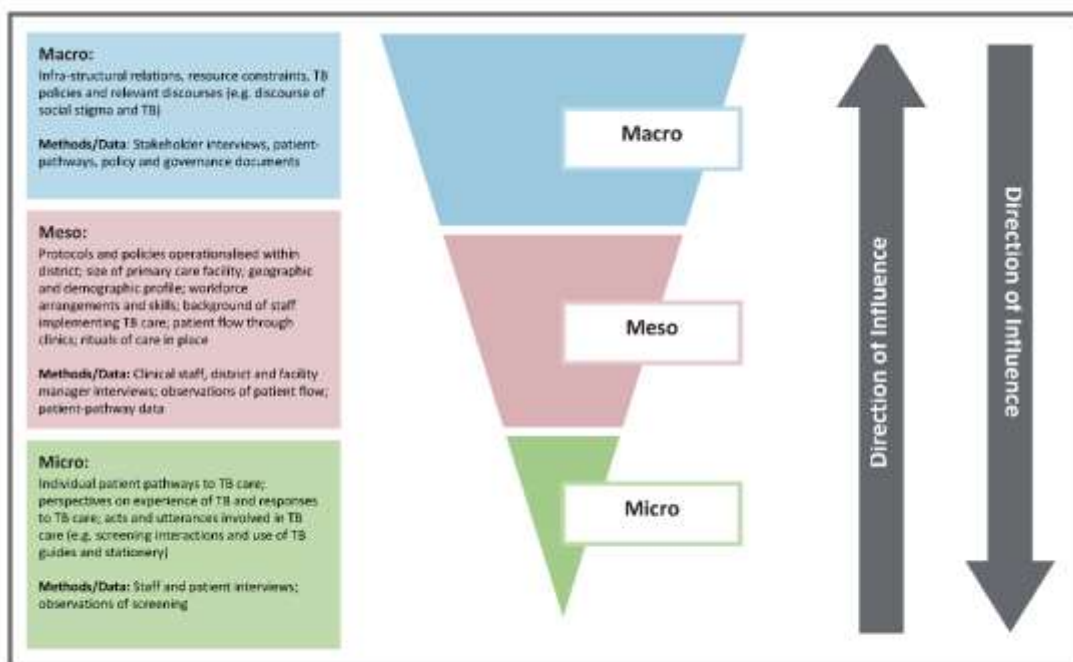 Macro:
Infra-structural relations, resource constraints, TB
policies and relevant discourses (e.g. discourse of
social stigma and TB)
Methods/Data: Stakeholder interviews, patient-
pathways, policy and governance documents
Meso:
Protocols and policies operationalised within
district; size of primary care facility, geographic
and demographic profile; workforce
arrangements and skills; background of staff
implementing TB care; patient flow through
clinics; rituals of care in place
Methods/Data: Clinical staff, district and facility
manager interviews; observations of patient flow;
patient-pathway data
Micro:
Individual patient pathways to TB care;
perspectives on experience of TB and responses
to TB care; acts and utterances involved in TB
care (e.g. screening interactions and use of TB
guides and stationery)
Methods/Data: Staff and patient interviews;
observations of screening
Macro
Meso
Micro
Direction of Influence
Direction of Influence